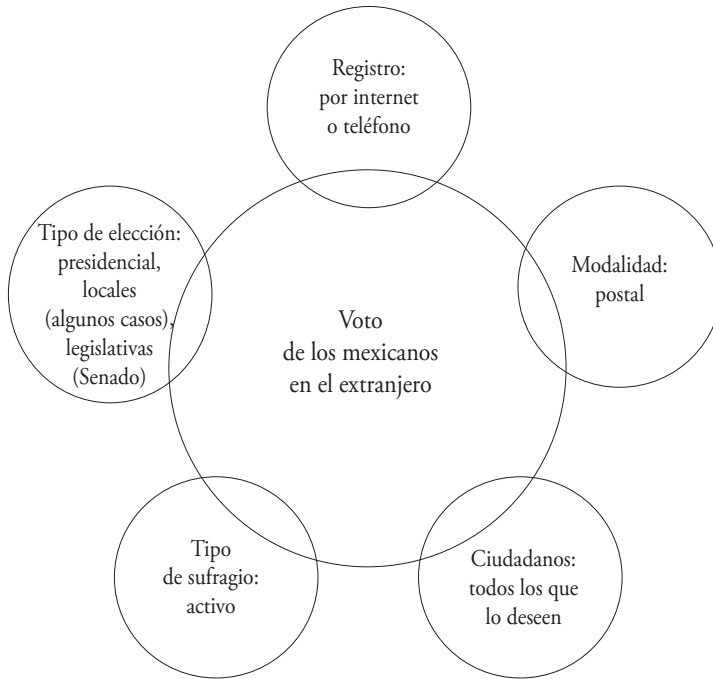 Registro:
por internet
o teléfono
Tipo de elección:
presidencial,
locales
(algunos casos),
legislativas
(Senado)
Voto
de los mexicanos
en el extranjero
Modalidad:
postal
Tipo
de sufragio:
activo
Ciudadanos:
todos los que
lo deseen